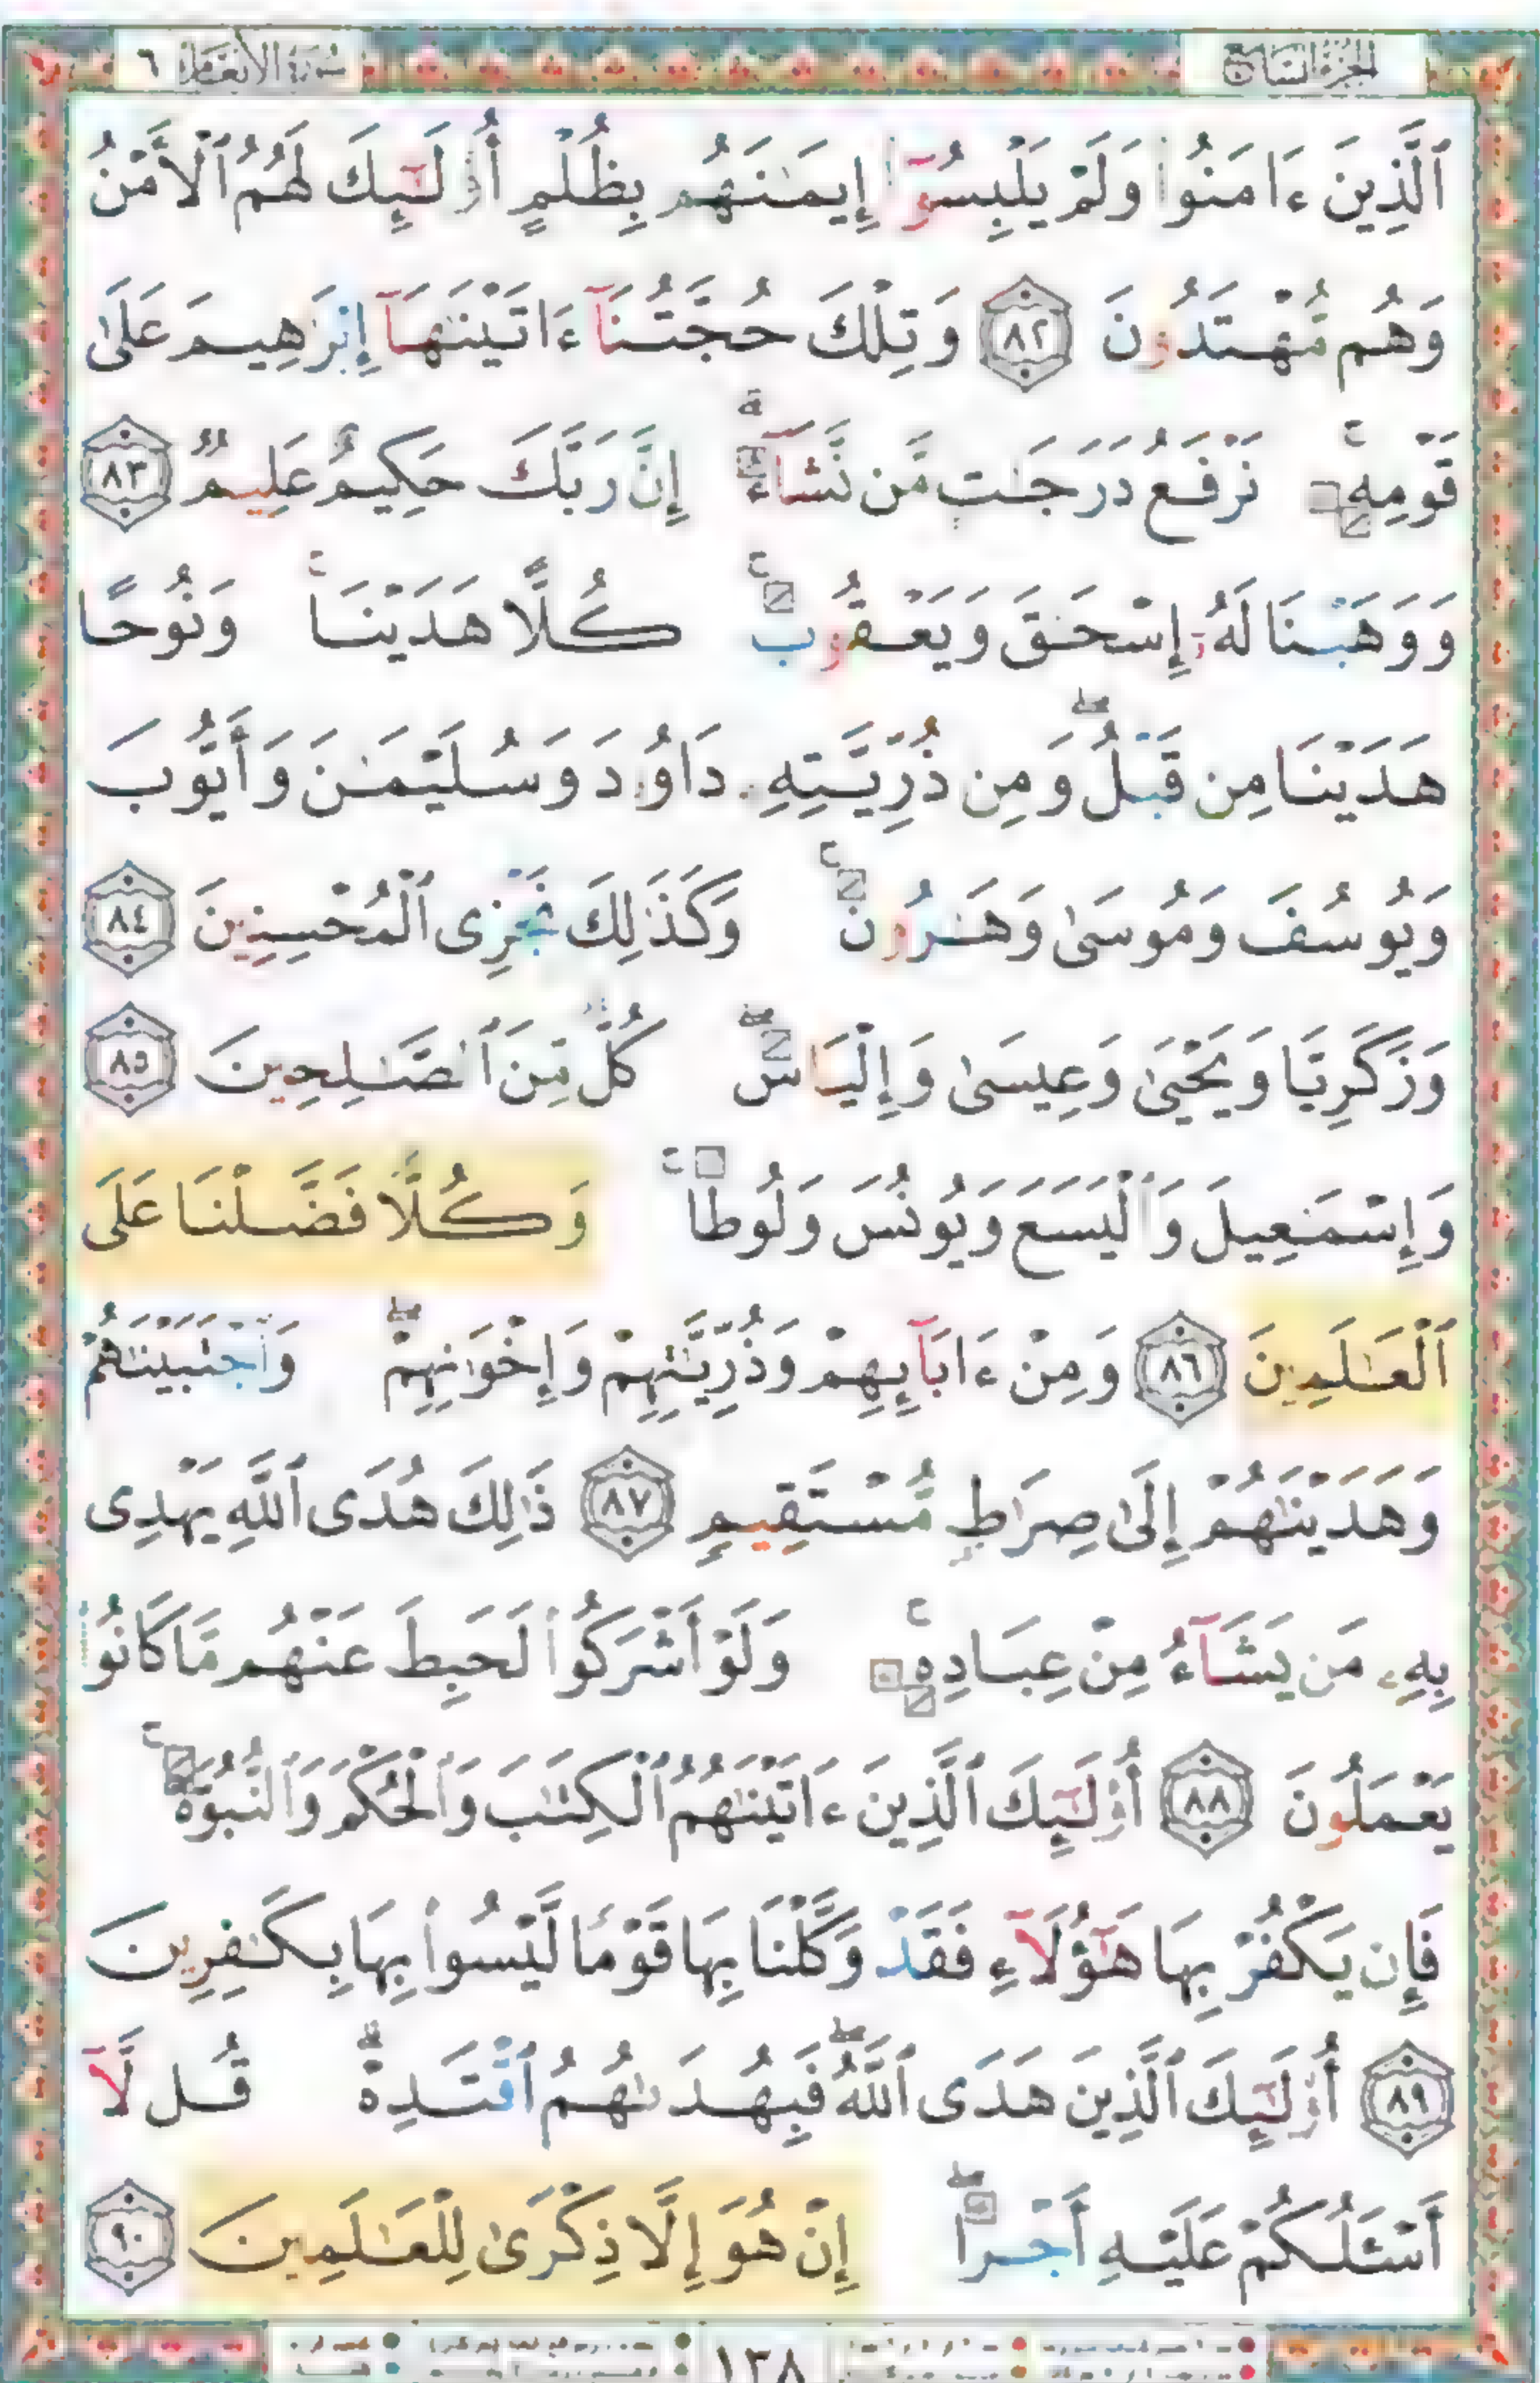 الجزء السابع
سورة الأنعام ٦
ٱلَّذِينَ ءَامَنُوا۟ وَلَمْ يَلْبِسُوٓا۟ إِيمَـٰنَهُم بِظُلْمٍ أُو۟لَـٰٓئِكَ لَهُمُ ٱلْأَمْنُ
وَهُم مُّهْتَدُونَ ٨٢ وَتِلْكَ حُجَّتُنَآ ءَاتَيْنَـٰهَآ إِبْرَٰهِيمَ عَلَىٰ
قَوْمِهِۦ ۚ نَرْفَعُ دَرَجَـٰتٍ مَّن نَّشَآءُ ۗ إِنَّ رَبَّكَ حَكِيمٌ عَلِيمٌ ٨٣
وَوَهَبْنَا لَهُۥٓ إِسْحَـٰقَ وَيَعْقُوبَ ۚ كُلًّا هَدَيْنَا ۚ وَنُوحًا
هَدَيْنَا مِن قَبْلُ ۖ وَمِن ذُرِّيَّتِهِۦ دَاوُۥدَ وَسُلَيْمَـٰنَ وَأَيُّوبَ
وَيُوسُفَ وَمُوسَىٰ وَهَـٰرُونَ ۚ وَكَذَٰلِكَ نَجْزِى ٱلْمُحْسِنِينَ ٨٤
وَزَكَرِيَّا وَيَحْيَىٰ وَعِيسَىٰ وَإِلْيَاسَ ۖ كُلٌّ مِّنَ ٱلصَّـٰلِحِينَ ٨٥
وَإِسْمَـٰعِيلَ وَٱلْيَسَعَ وَيُونُسَ وَلُوطًا ۚ وَكُلًّا فَضَّلْنَا عَلَى
ٱلْعَـٰلَمِينَ ٨٦ وَمِنْ ءَابَآئِهِمْ وَذُرِّيَّـٰتِهِمْ وَإِخْوَٰنِهِمْ ۖ وَٱجْتَبَيْنَـٰهُمْ
وَهَدَيْنَـٰهُمْ إِلَىٰ صِرَٰطٍ مُّسْتَقِيمٍ ٨٧ ذَٰلِكَ هُدَى ٱللَّهِ يَهْدِى
بِهِۦ مَن يَشَآءُ مِنْ عِبَادِهِۦ ۚ وَلَوْ أَشْرَكُوا۟ لَحَبِطَ عَنْهُم مَّا كَانُوا۟
يَعْمَلُونَ ٨٨ أُو۟لَـٰٓئِكَ ٱلَّذِينَ ءَاتَيْنَـٰهُمُ ٱلْكِتَـٰبَ وَٱلْحُكْمَ وَٱلنُّبُوَّةَ ۚ
فَإِن يَكْفُرْ بِهَا هَـٰٓؤُلَآءِ فَقَدْ وَكَّلْنَا بِهَا قَوْمًا لَّيْسُوا۟ بِهَا بِكَـٰفِرِينَ
٨٩ أُو۟لَـٰٓئِكَ ٱلَّذِينَ هَدَى ٱللَّهُ ۖ فَبِهُدَىٰهُمُ ٱقْتَدِهْ ۗ قُل لَّآ
أَسْـَٔلُكُمْ عَلَيْهِ أَجْرًا ۖ إِنْ هُوَ إِلَّا ذِكْرَىٰ لِلْعَـٰلَمِينَ ٩٠
١٣٨